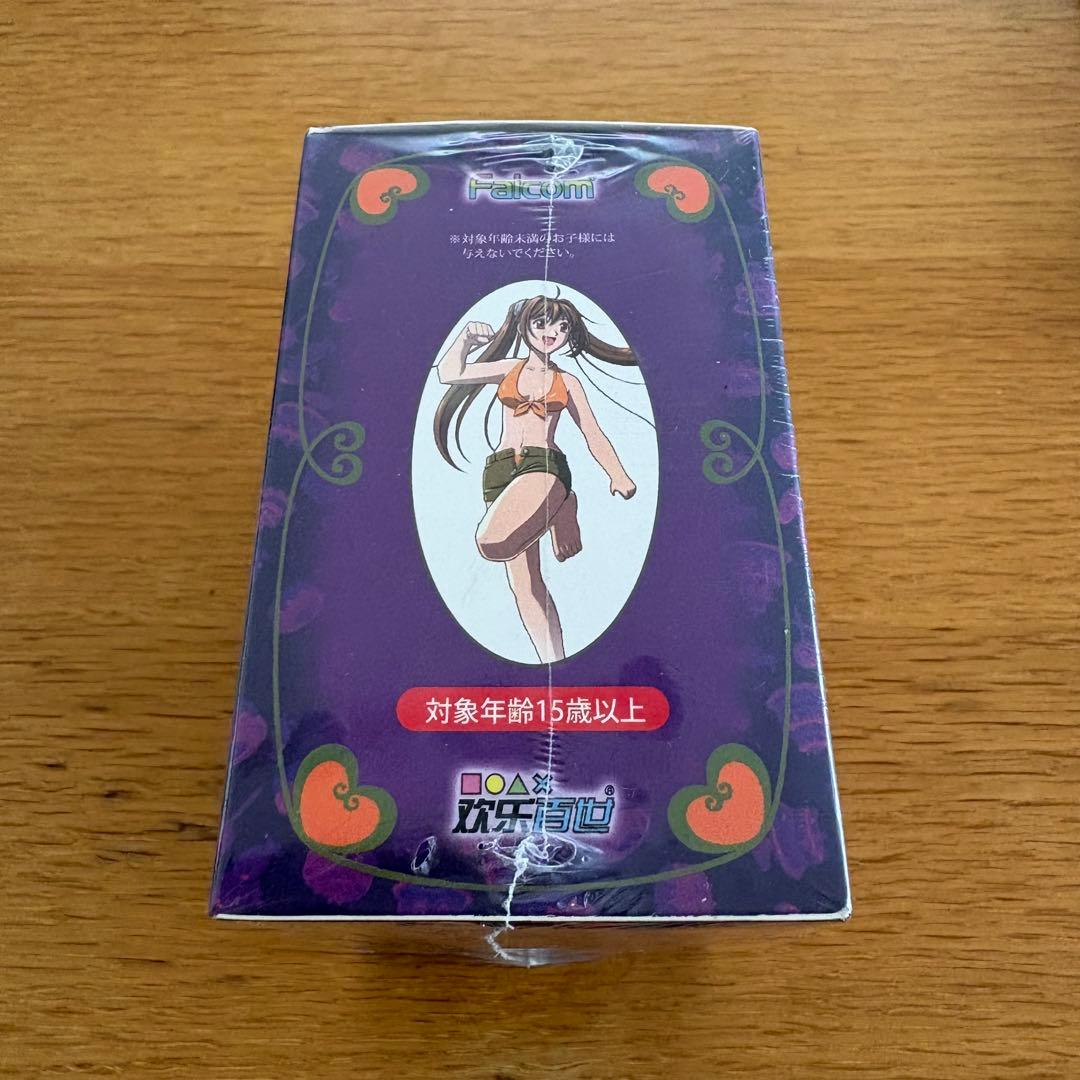 Falcom
※対象年齢未満のお子様には
与えないでください。
対象年齢15歳以上
欢乐百世®